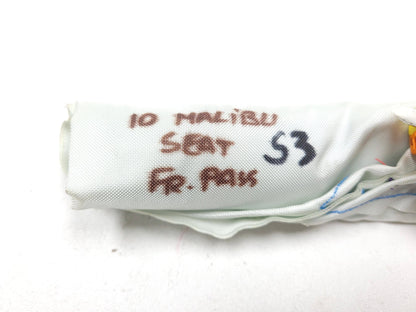 10 MALiBU
SEAT S3
FR. PASS